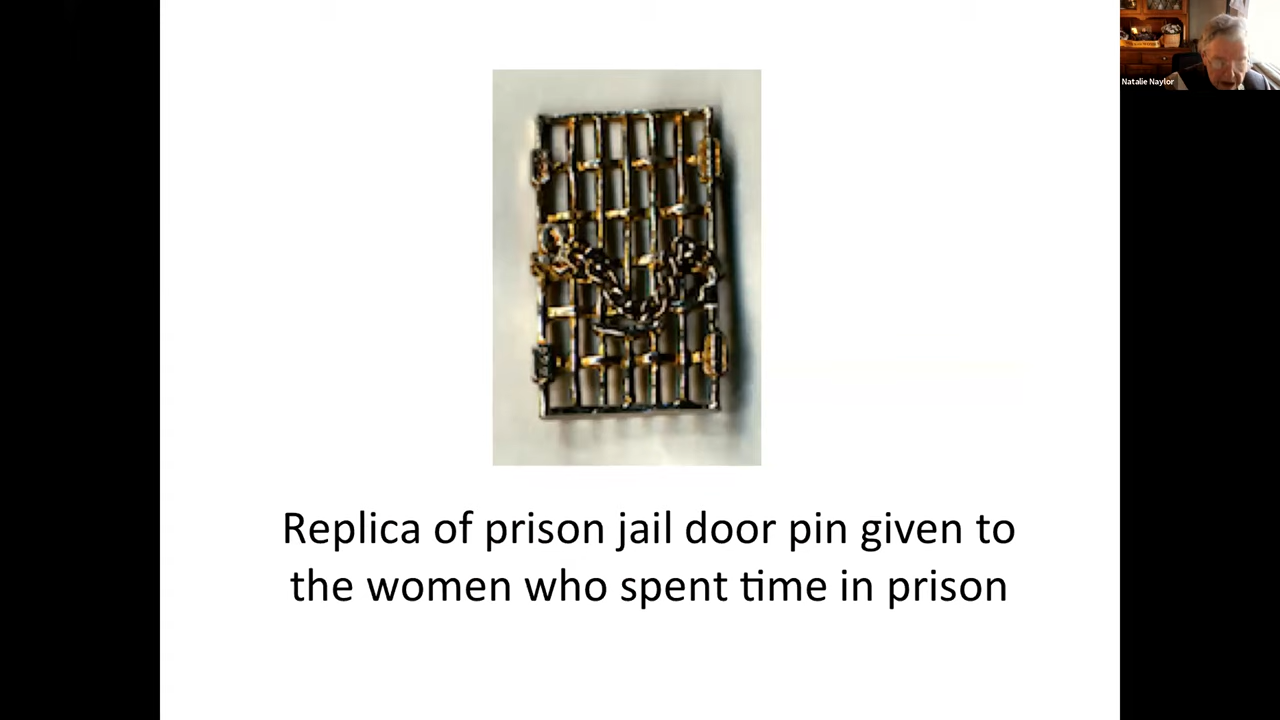 Natalie Naylor
Replica of prison jail door pin given to
the women who spent time in prison